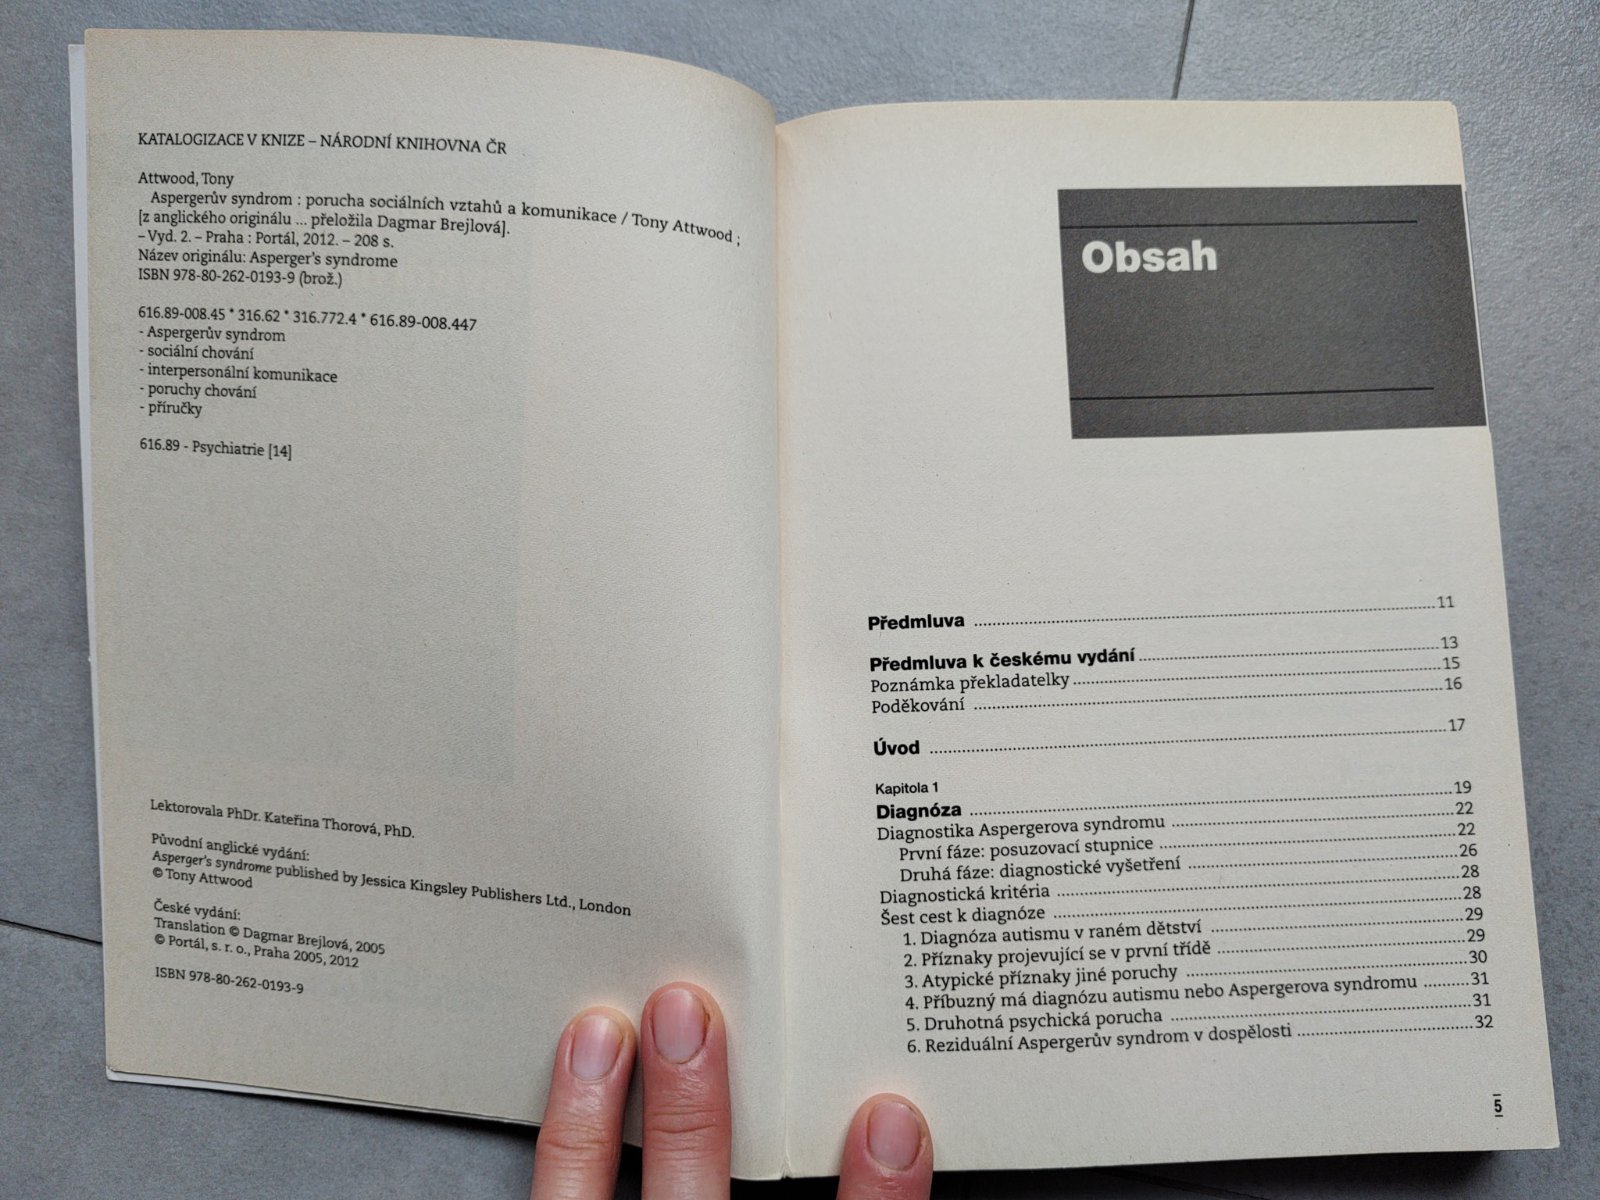 KATALOGIZACE V KNIZE – NÁRODNÍ KNIHOVNA ČR
Attwood, Tony
Aspergerův syndrom : porucha sociálních vztahů a komunikace / Tony Attwood ;
[z anglického originálu ... přeložila Dagmar Brejlová].
– Vyd. 2. – Praha : Portál, 2012. – 208 s.
Název originálu: Asperger's syndrome
ISBN 978-80-262-0193-9 (brož.)
616.89-008.45 * 316.62 * 316.772.4 * 616.89-008.447
- Aspergerův syndrom
- sociální chování
- interpersonální komunikace
- poruchy chování
- příručky
616.89 - Psychiatrie [14]
Lektorovala PhDr. Kateřina Thorová, PhD.
Původní anglické vydání:
Asperger's syndrome published by Jessica Kingsley Publishers Ltd., London
© Tony Attwood
České vydání:
Translation © Dagmar Brejlová, 2005
© Portál, s. r. o., Praha 2005, 2012
ISBN 978-80-262-0193-9
Obsah
Předmluva ........ 11
Předmluva k českému vydání ........ 13
Poznámka překladatelky ........ 15
Poděkování ........ 16
Úvod ........ 17
Kapitola 1
Diagnóza ........ 19
Diagnostika Aspergerova syndromu ........ 22
První fáze: posuzovací stupnice ........ 22
Druhá fáze: diagnostické vyšetření ........ 26
Diagnostická kritéria ........ 28
Šest cest k diagnóze ........ 28
1. Diagnóza autismu v raném dětství ........ 29
2. Příznaky projevující se v první třídě ........ 29
3. Atypické příznaky jiné poruchy ........ 30
4. Příbuzný má diagnózu autismu nebo Aspergerova syndromu ........ 31
5. Druhotná psychická porucha ........ 31
6. Reziduální Aspergerův syndrom v dospělosti ........ 32
5